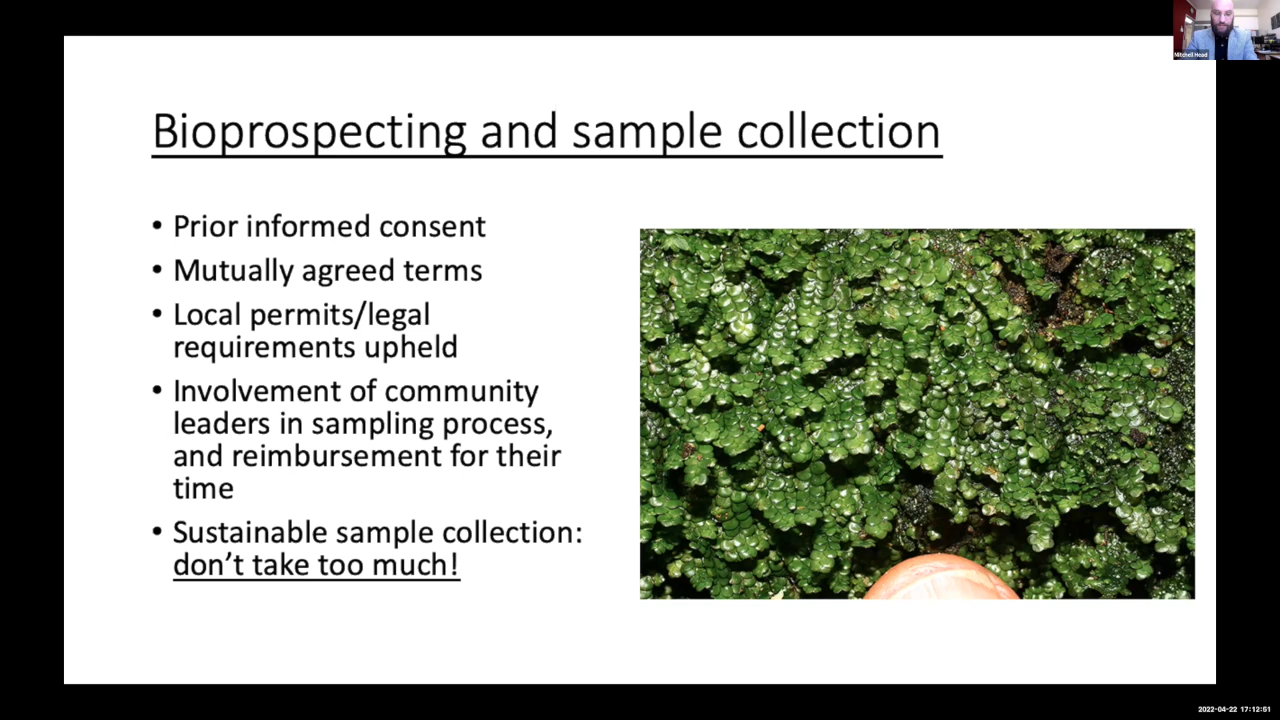 Mitchell Head
Bioprospecting and sample collection
• Prior informed consent
• Mutually agreed terms
• Local permits/legal
requirements upheld
• Involvement of community
leaders in sampling process,
and reimbursement for their
time
• Sustainable sample collection:
don’t take too much!
2022-04-22 17:12:51